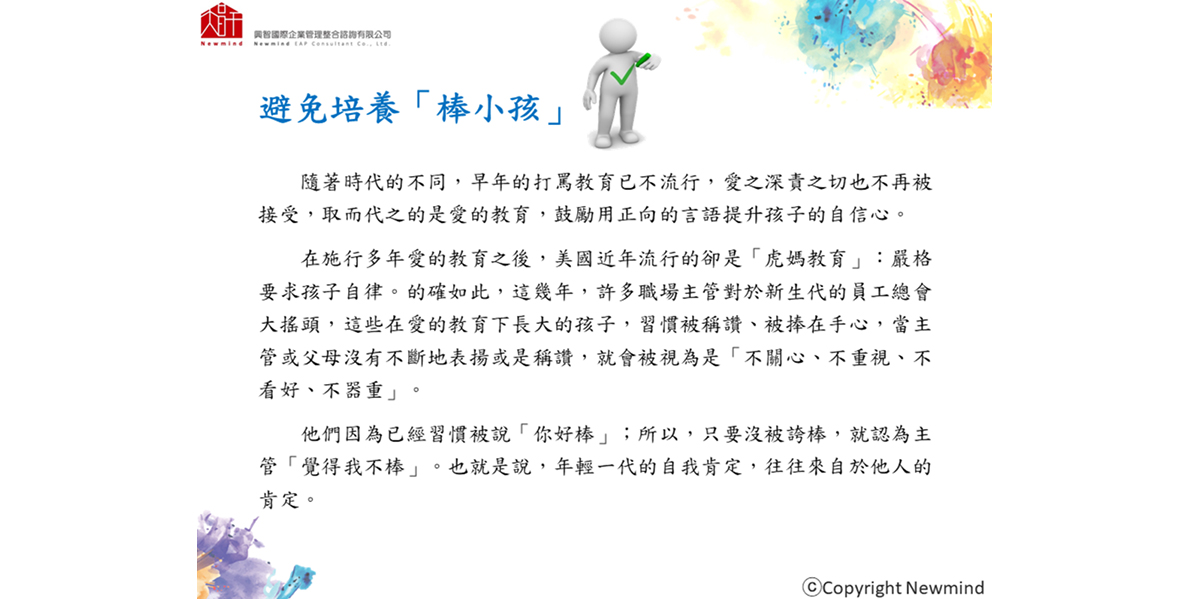 興智國際企業管理整合諮詢有限公司
Newmind
Newmind EAP Consultant Co., Ltd.
避免培養「棒小孩」
隨著時代的不同，早年的打罵教育已不流行，愛之深責之切也不再被
接受，取而代之的是愛的教育，鼓勵用正向的言語提升孩子的自信心。
在施行多年愛的教育之後，美國近年流行的卻是「虎媽教育」：嚴格
要求孩子自律。的確如此，這幾年，許多職場主管對於新生代的員工總會
大搖頭，這些在愛的教育下長大的孩子，習慣被稱讚、被捧在手心，當主
管或父母沒有不斷地表揚或是稱讚，就會被視為是「不關心、不重視、不
看好、不器重」。
他們因為已經習慣被說「你好棒」；所以，只要沒被誇棒，就認為主
管「覺得我不棒」。也就是說，年輕一代的自我肯定，往往來自於他人的
肯定。
ⓒCopyright Newmind